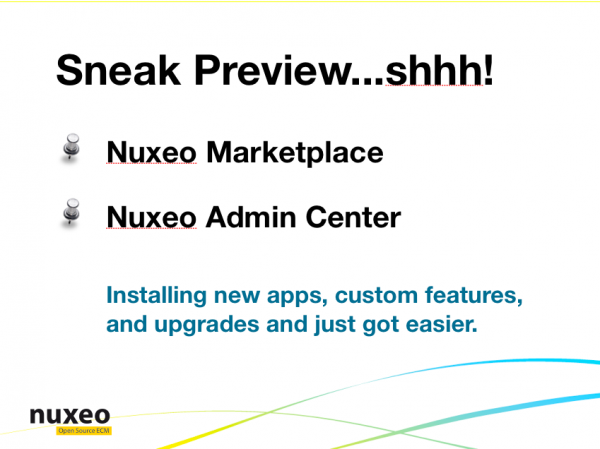 Sneak Preview...shhh!
Nuxeo Marketplace
Nuxeo Admin Center
Installing new apps, custom features,
and upgrades and just got easier.
nuxeo
Open Source ECM